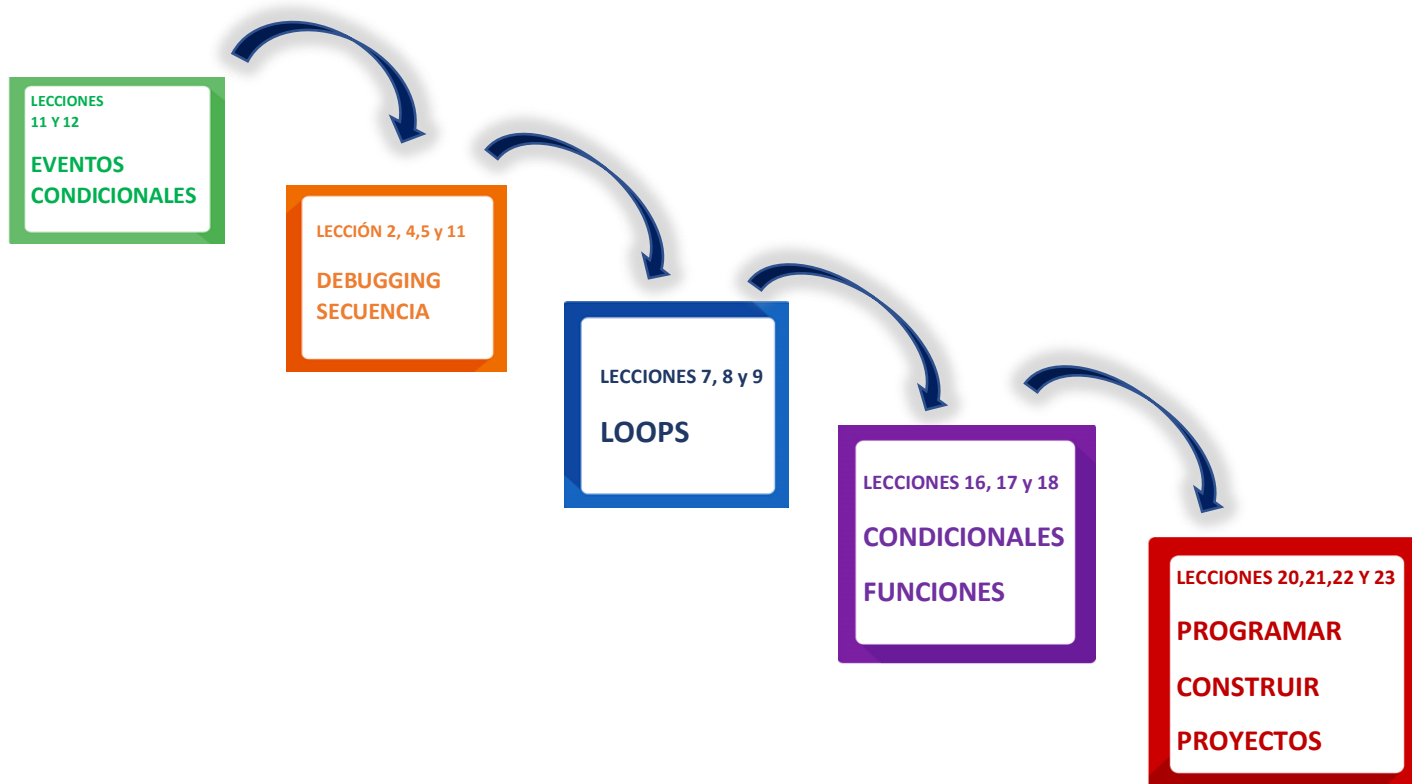 LECCIONES
11 Y 12
EVENTOS
CONDICIONALES
LECCIÓN 2, 4,5 y 11
DEBUGGING
SECUENCIA
LECCIONES 7, 8 y 9
LOOPS
LECCIONES 16, 17 y 18
CONDICIONALES
FUNCIONES
LECCIONES 20,21,22 Y 23
PROGRAMAR
CONSTRUIR
PROYECTOS